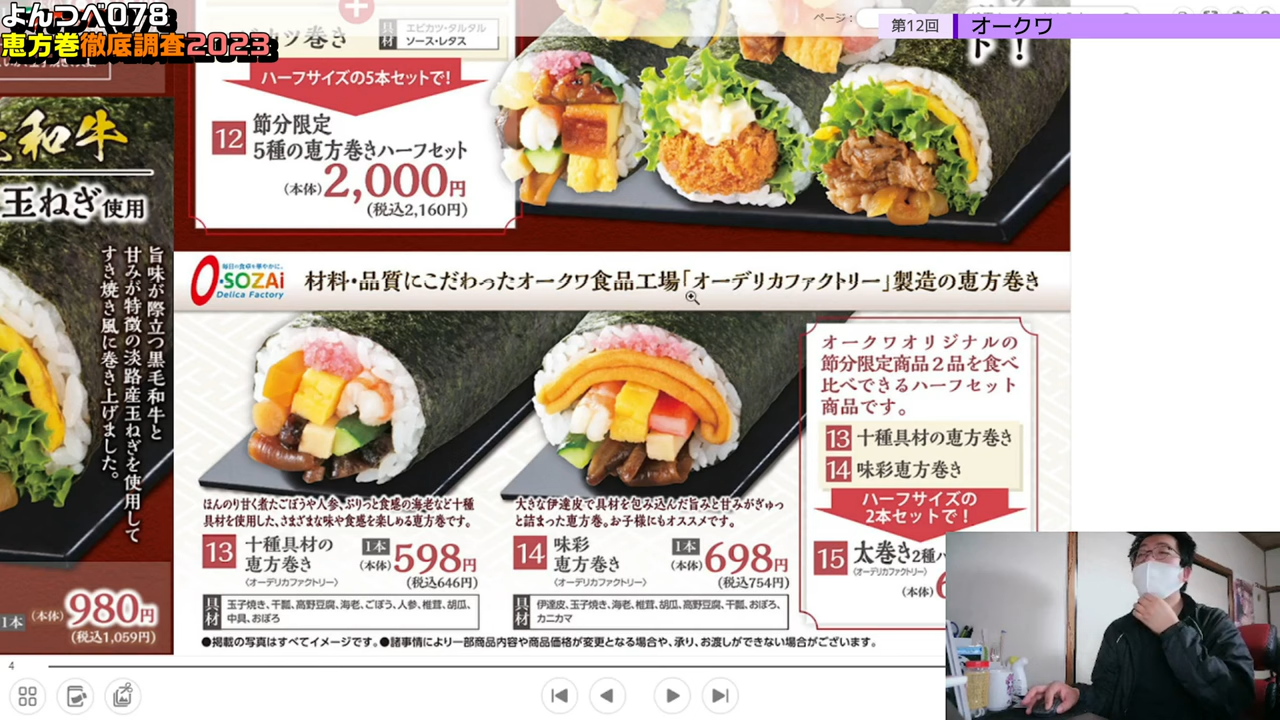 よんつべ078
恵方巻徹底調査2023
ページ:
第12回
オークワ
ト!
ツ巻き
具材
エビカツ・タルタル
ソース・レタス
ハーフサイズの5本セットで!
12
節分限定
5種の恵方巻きハーフセット
(本体)2,000円
(税込2,160円)
和牛
玉ねぎ使用
旨味が際立つ黒毛和牛と
甘みが特徴の淡路産玉ねぎを使用して
すき焼き風に巻き上げました。
1本
(本体)980円
(税込1,059円)
毎日の食卓を華やかに。
O・SOZAi
Delica Factory
材料・品質にこだわったオークワ食品工場「オーデリカファクトリー」製造の恵方巻き
ほんのり甘く煮たごぼうや人参、ぷりっと食感の海老など十種
具材を使用した、さまざまな味や食感を楽しめる恵方巻です。
13
十種具材の
恵方巻き
〈オーデリカファクトリー〉
1本
(本体)598円
(税込646円)
具材
玉子焼き、干瓢、高野豆腐、海老、ごぼう、人参、椎茸、胡瓜、
中具、おぼろ
大きな伊達皮で具材を包み込んだ旨みと甘みがぎゅっ
と詰まった恵方巻。お子様にもオススメです。
14
味彩
恵方巻き
〈オーデリカファクトリー〉
1本
(本体)698円
(税込754円)
具材
伊達皮、玉子焼き、海老、椎茸、胡瓜、高野豆腐、干瓢、おぼろ、
カニカマ
オークワオリジナルの
節分限定商品2品を食べ
比べできるハーフセット
商品です。
13 十種具材の恵方巻き
14 味彩恵方巻き
ハーフサイズの
2本セットで!
15
太巻き2種
〈オーデリカファクトリー〉
(本体)
●掲載の写真はすべてイメージです。●諸事情により一部商品内容や商品価格が変更となる場合や、承り、お渡しができない場合がございます。
4